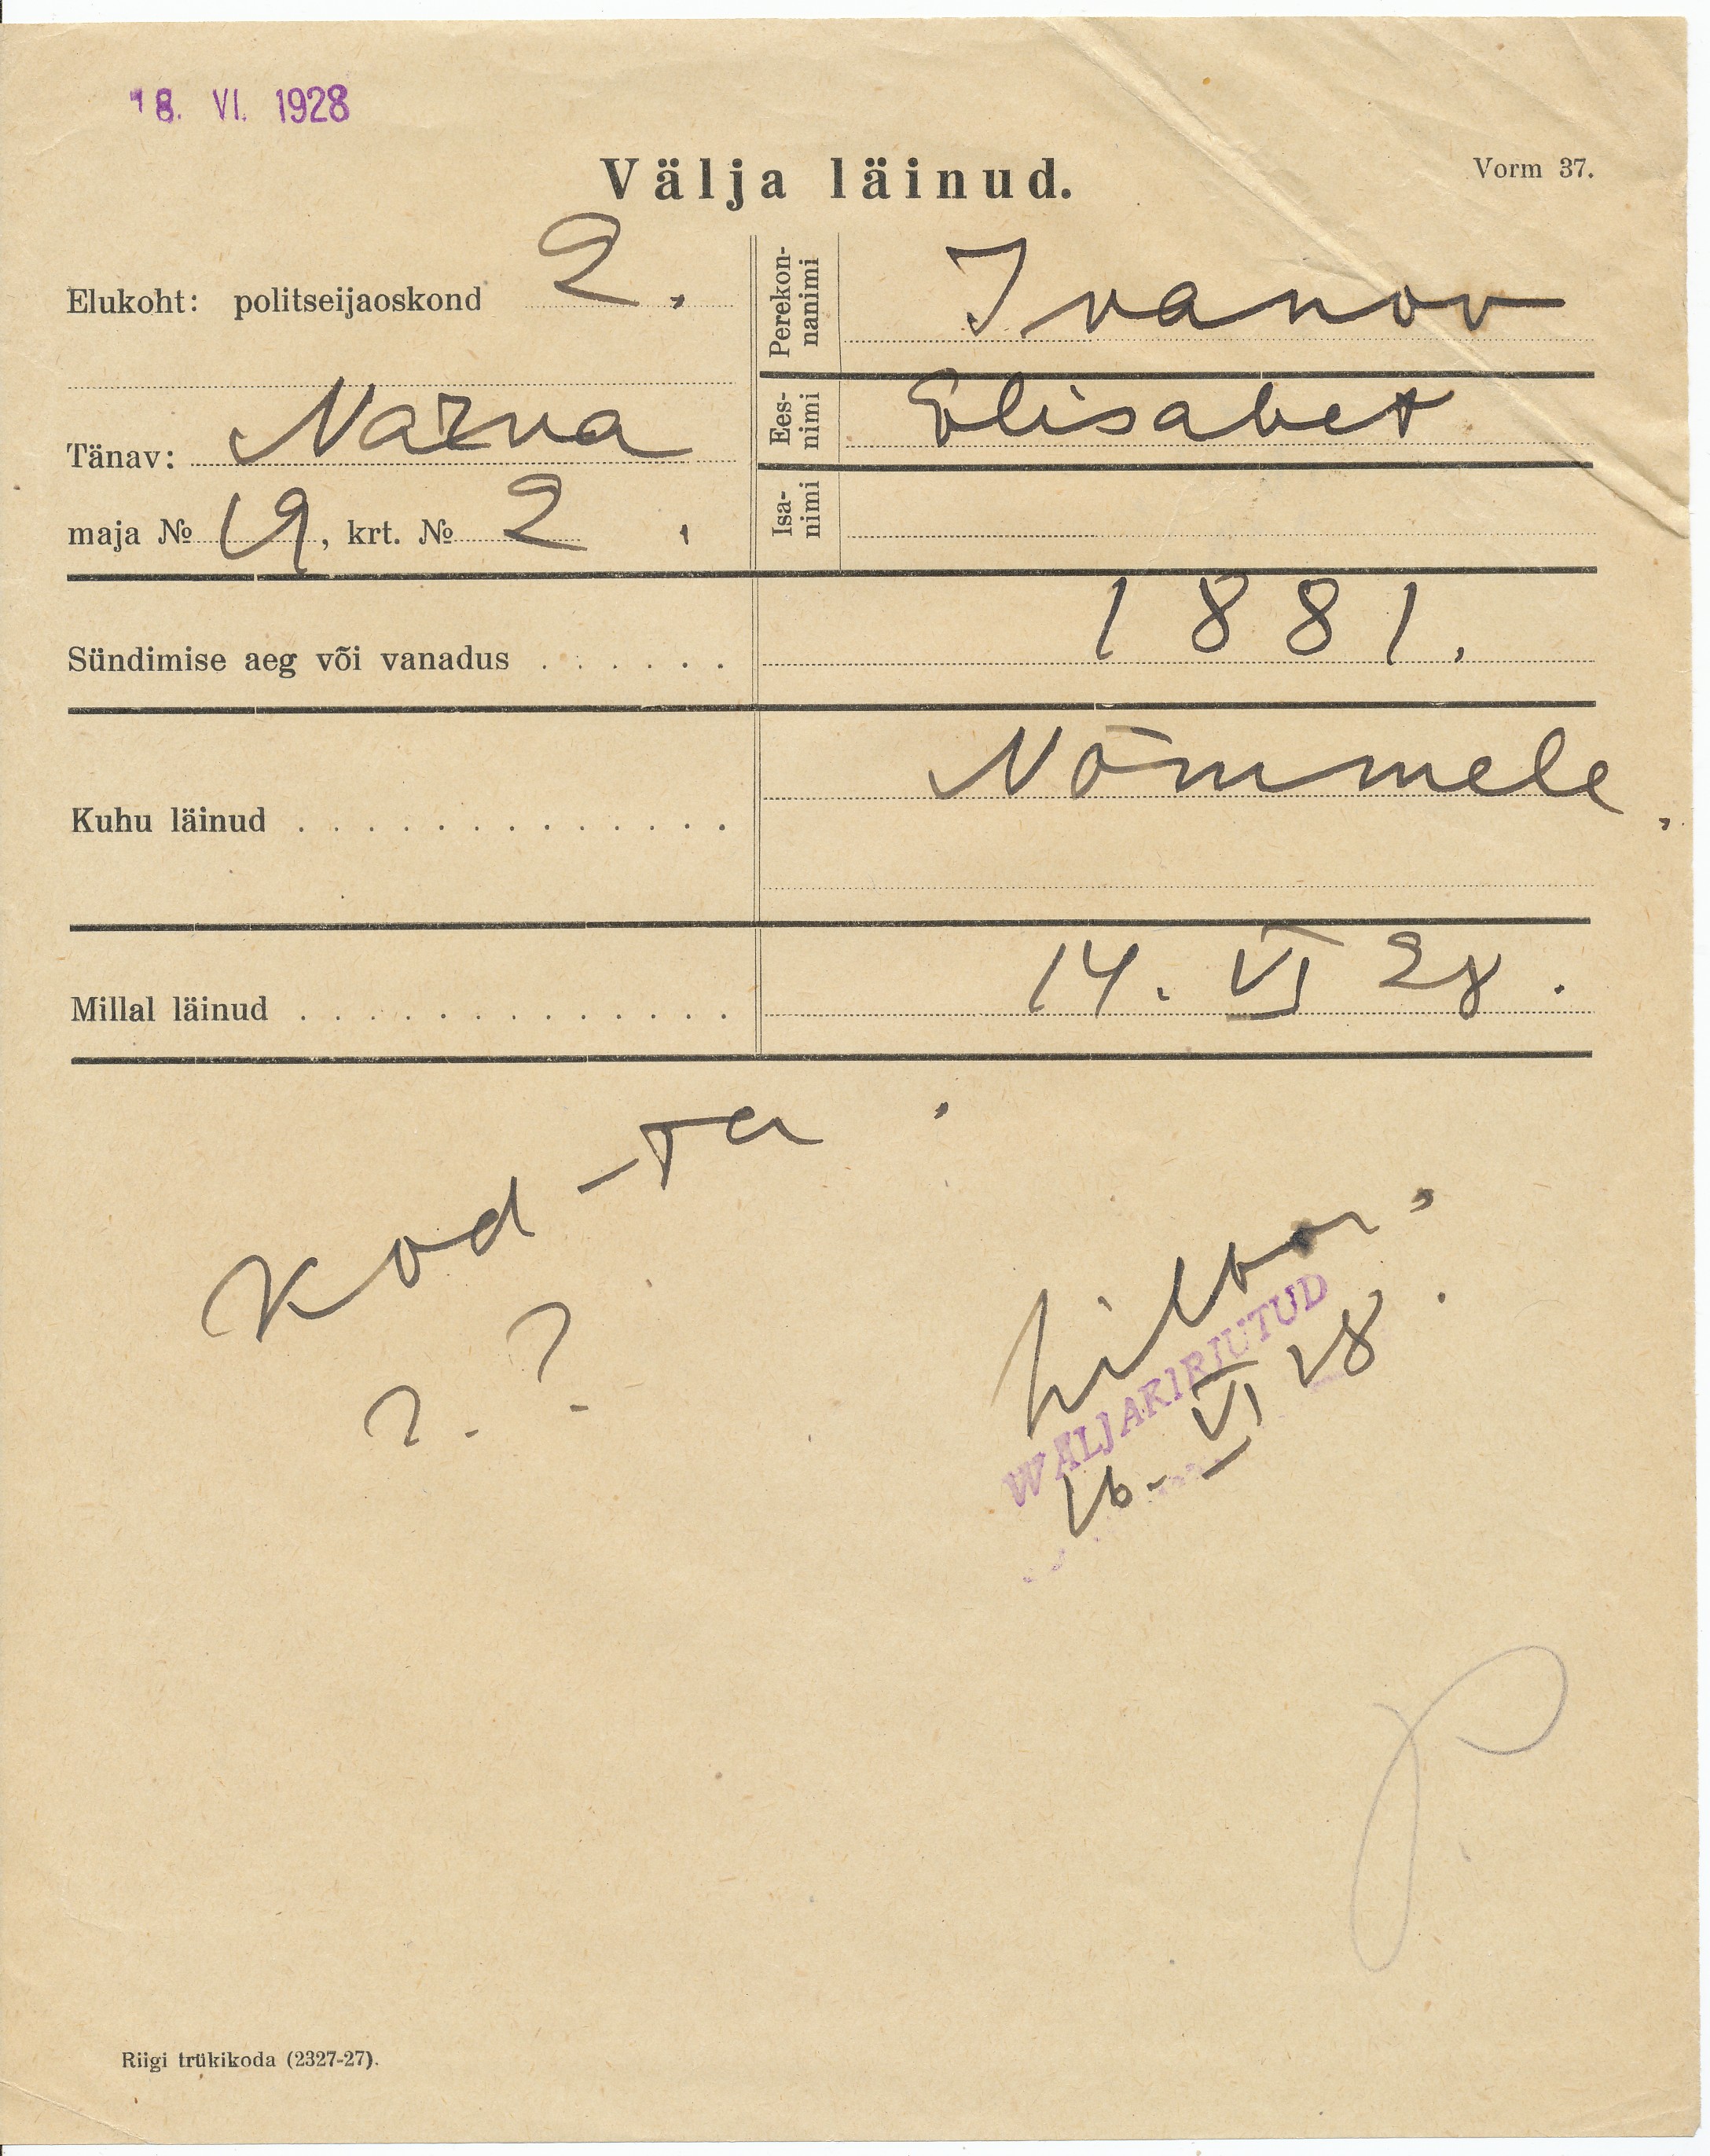 18. VI. 1928
Välja läinud.
Vorm 37.
Elukoht: politseijaoskond 2.
Perekonnanimi Ivanov
Tänav: Narva
Eesnimi Elisabet
maja № 19, krt. № 2.
Isanimi
Sündimise aeg või vanadus . . . . . . 1881.
Kuhu läinud . . . . . . . . . . . . . . Nõmmele.
Millal läinud . . . . . . . . . . . . . . 14. VI 28.
Kod-ta.
? ?
WÄLJAKIRJUTUD
16. VI 28.
Riigi trükikoda (2327-27).